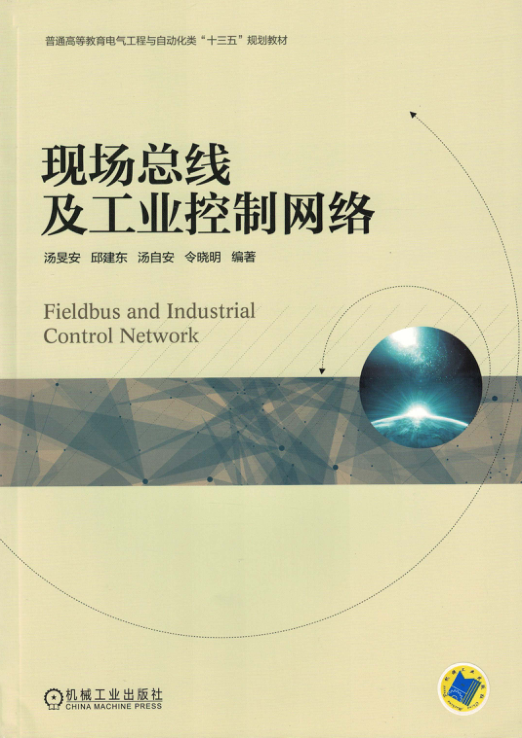 普通高等教育电气工程与自动化类“十三五”规划教材
现场总线
及工业控制网络
汤旻安 邱建东 汤自安 令晓明 编著
Fieldbus and Industrial
Control Network
机械工业出版社
CHINA MACHINE PRESS